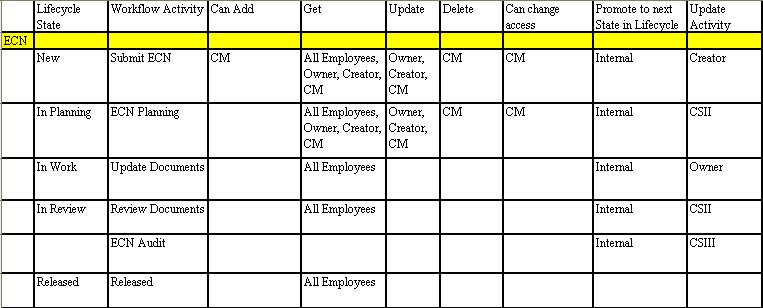 Lifecycle State Workflow Activity Can Add Get Update Delete Can change access Promote to next State in Lifecycle Update Activity
ECN
New Submit ECN CM All Employees, Owner, Creator, CM Owner, Creator, CM CM CM Internal Creator
In Planning ECN Planning All Employees, Owner, Creator, CM Owner, Creator, CM CM CM Internal CSII
In Work Update Documents All Employees Internal Owner
In Review Review Documents All Employees Internal CSII
ECN Audit Internal CSIII
Released Released All Employees